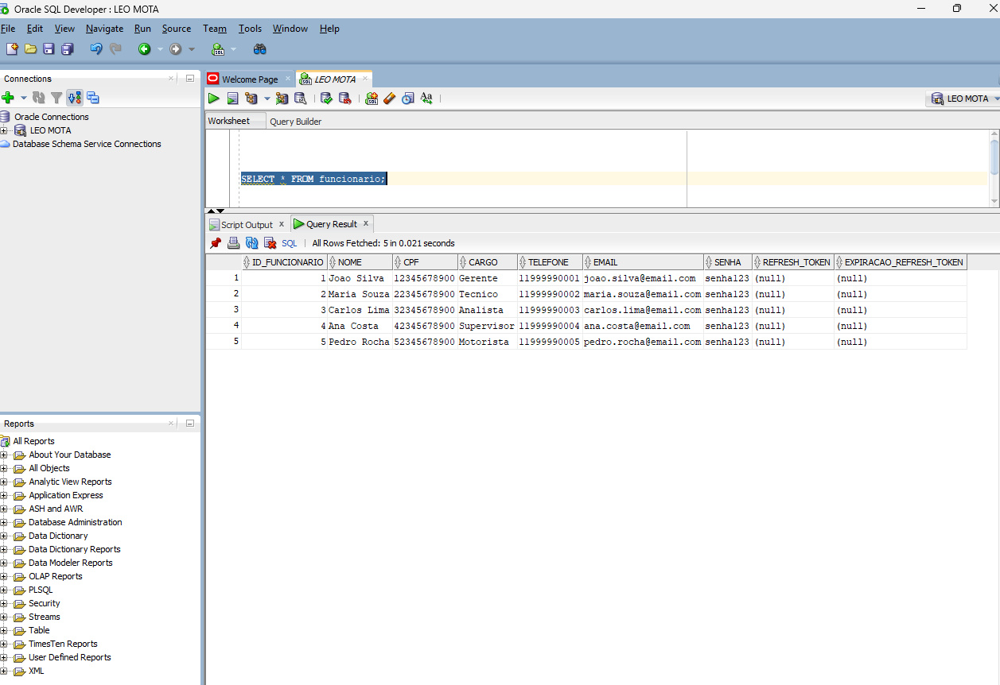 Oracle SQL Developer : LEO MOTA
File Edit View Navigate Run Source Team Tools Window Help
Connections
Oracle Connections
LEO MOTA
Database Schema Service Connections
Welcome Page
LEO MOTA
LEO MOTA
Worksheet Query Builder
SELECT * FROM funcionario;
Script Output Query Result
SQL All Rows Fetched: 5 in 0.021 seconds
ID_FUNCIONARIO NOME CPF CARGO TELEFONE EMAIL SENHA REFRESH_TOKEN EXPIRACAO_REFRESH_TOKEN
1 1 Joao Silva 12345678900 Gerente 11999990001 joao.silva@email.com senha123 (null) (null)
2 2 Maria Souza 22345678900 Tecnico 11999990002 maria.souza@email.com senha123 (null) (null)
3 3 Carlos Lima 32345678900 Analista 11999990003 carlos.lima@email.com senha123 (null) (null)
4 4 Ana Costa 42345678900 Supervisor 11999990004 ana.costa@email.com senha123 (null) (null)
5 5 Pedro Rocha 52345678900 Motorista 11999990005 pedro.rocha@email.com senha123 (null) (null)
Reports
All Reports
About Your Database
All Objects
Analytic View Reports
Application Express
ASH and AWR
Database Administration
Data Dictionary
Data Dictionary Reports
Data Modeler Reports
OLAP Reports
PLSQL
Security
Streams
Table
TimesTen Reports
User Defined Reports
XML